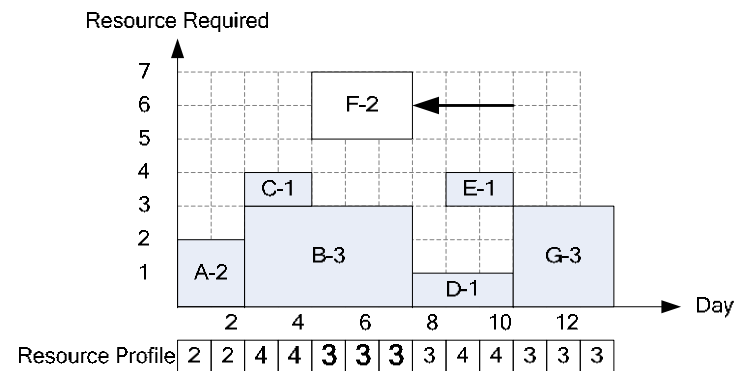 Resource Required
7
6
5
4
3
2
1
F-2
C-1
E-1
A-2
B-3
D-1
G-3
2 4 6 8 10 12
Day
Resource Profile 2 2 4 4 3 3 3 3 4 4 3 3 3